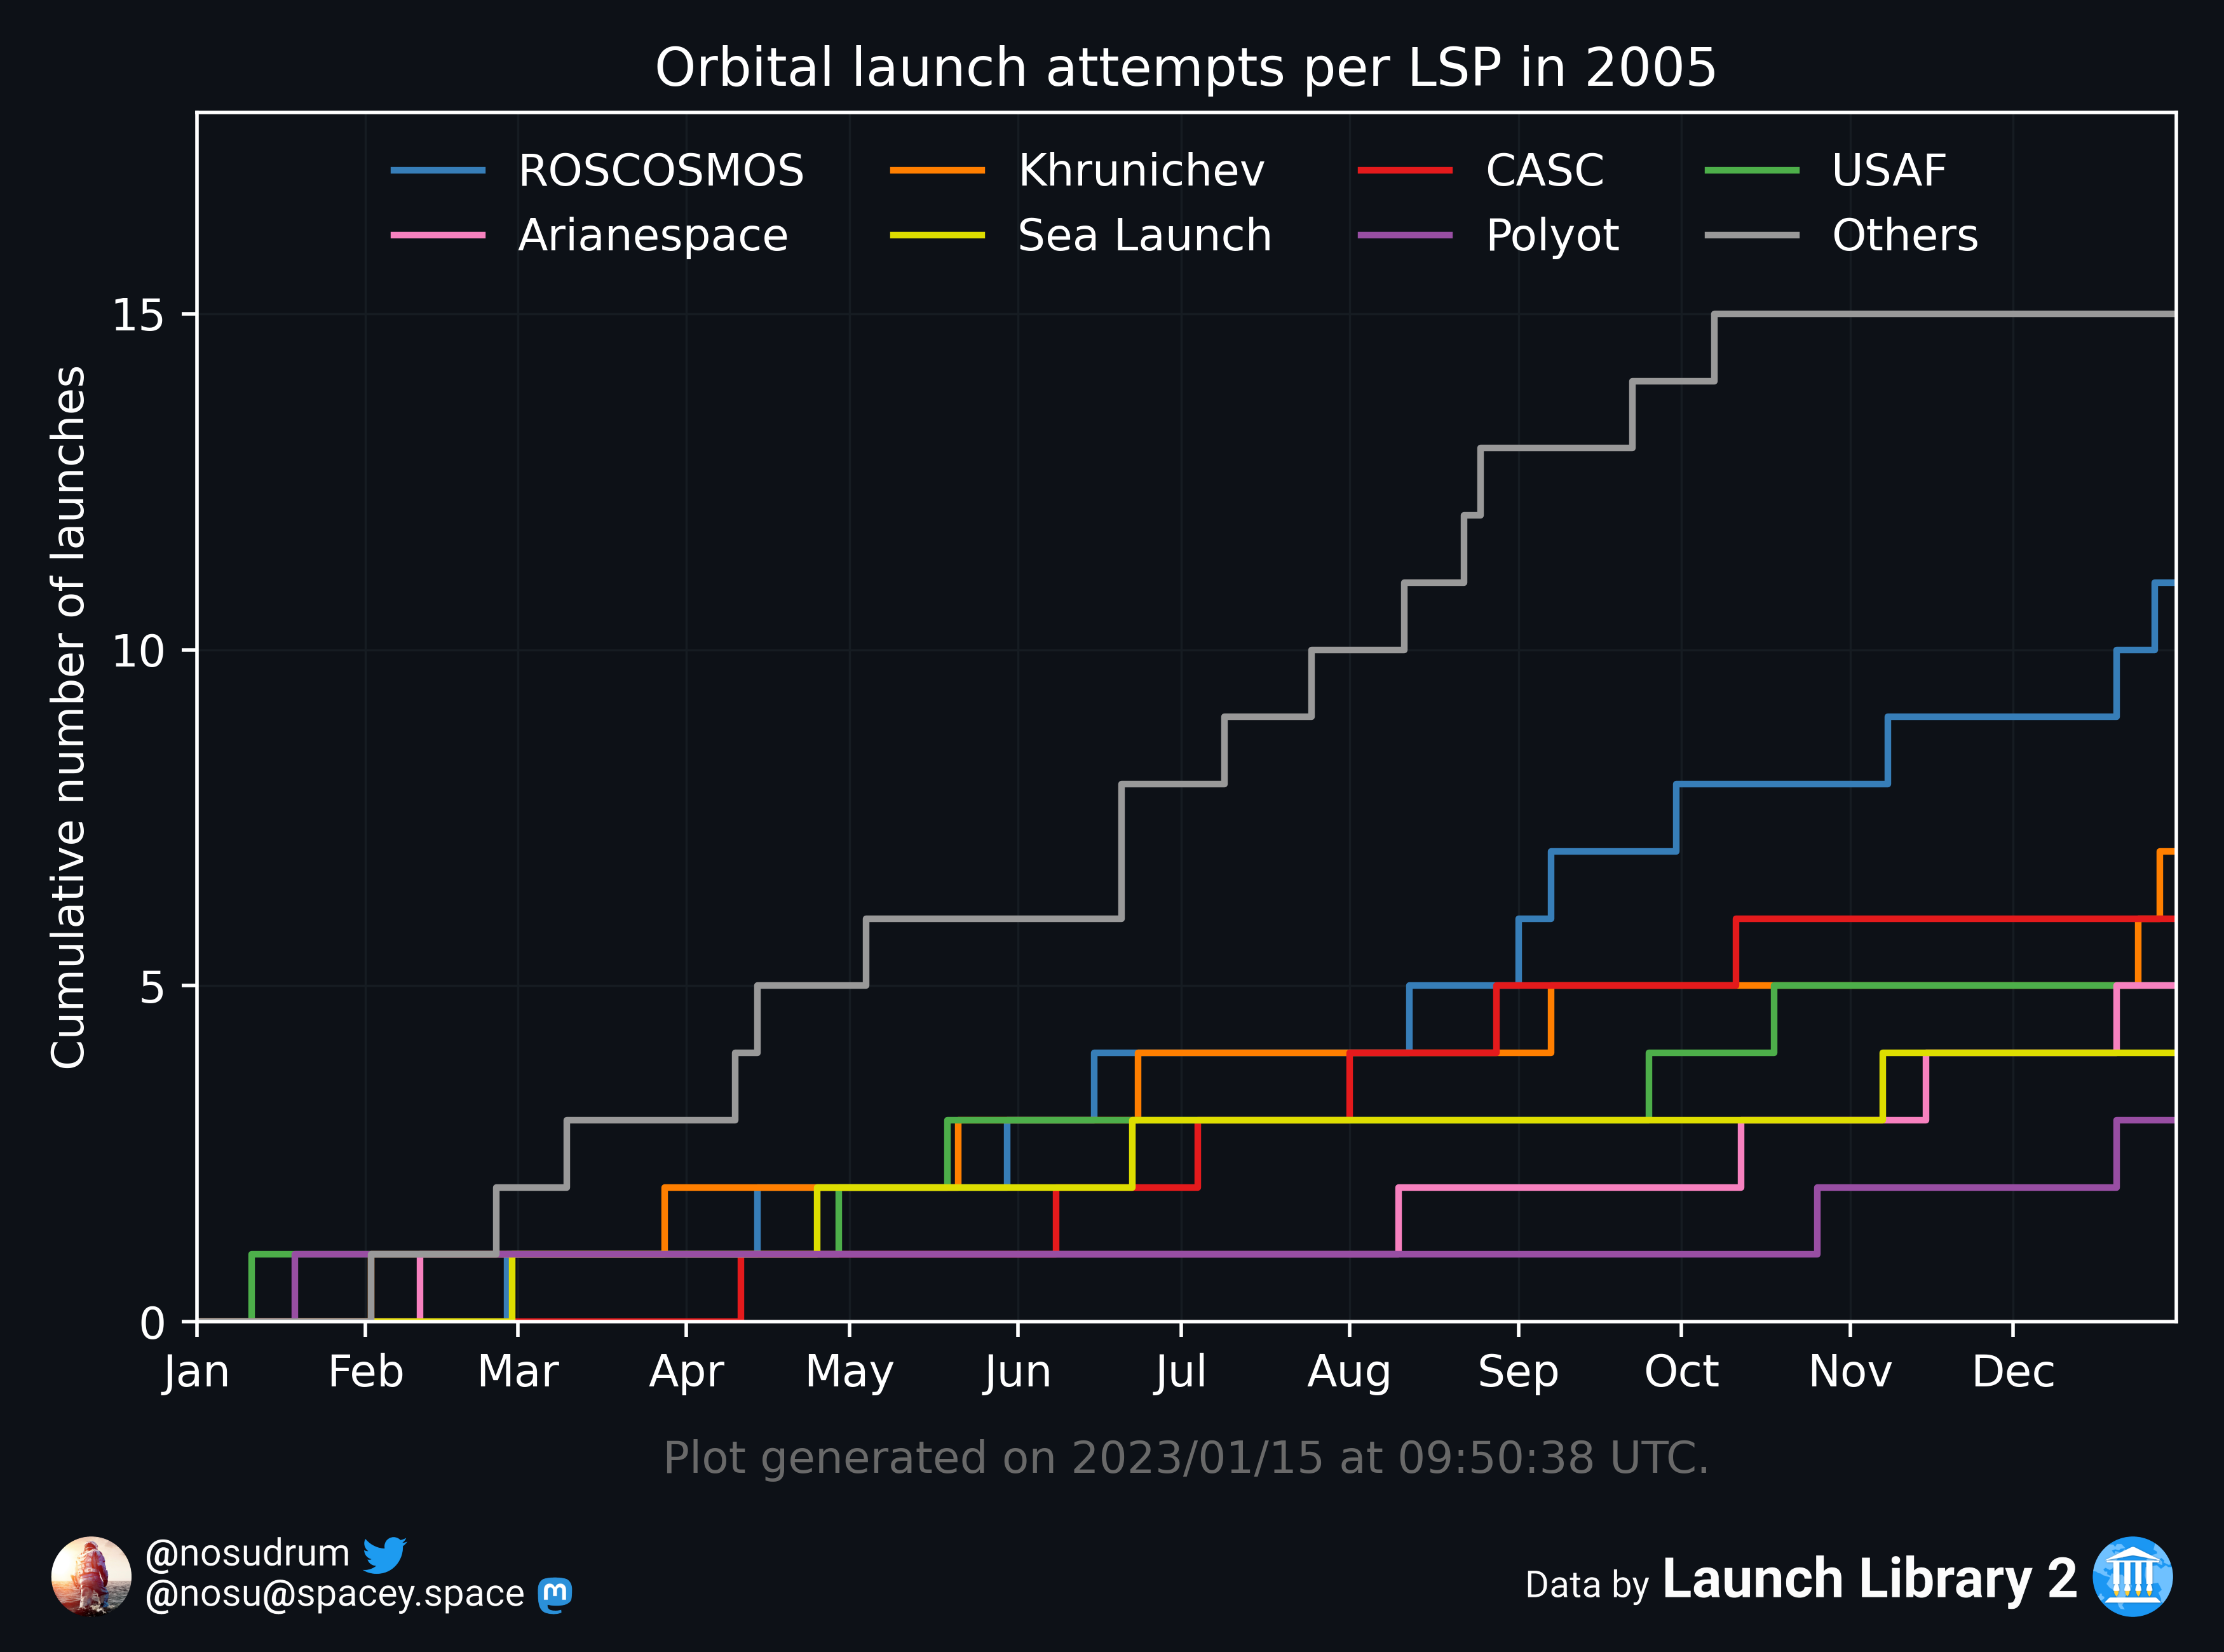 Orbital launch attempts per LSP in 2005
ROSCOSMOS Khrunichev CASC USAF
Arianespace Sea Launch Polyot Others
Cumulative number of launches
15
10
5
0
Jan Feb Mar Apr May Jun Jul Aug Sep Oct Nov Dec
Plot generated on 2023/01/15 at 09:50:38 UTC.
@nosudrum
@nosu@spacey.space
Data by Launch Library 2